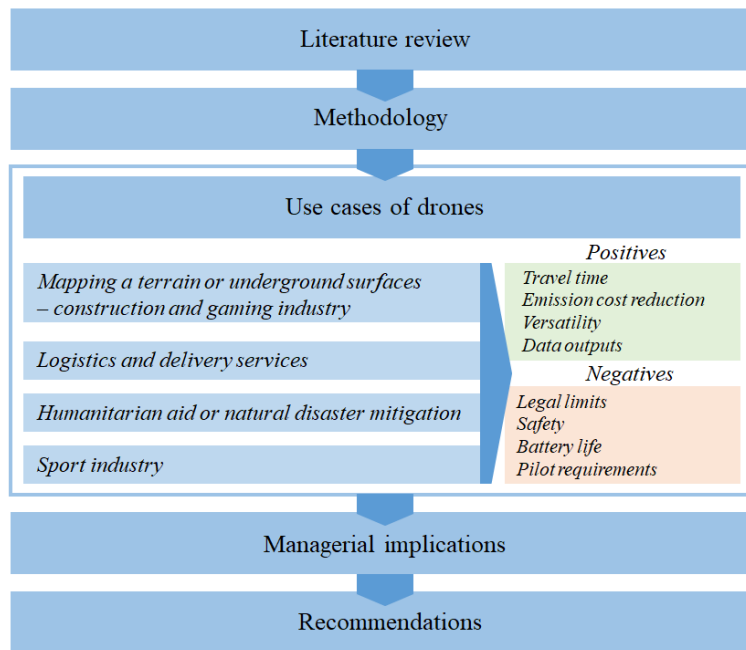 Literature review
Methodology
Use cases of drones
Mapping a terrain or underground surfaces
– construction and gaming industry
Logistics and delivery services
Humanitarian aid or natural disaster mitigation
Sport industry
Positives
Travel time
Emission cost reduction
Versatility
Data outputs
Negatives
Legal limits
Safety
Battery life
Pilot requirements
Managerial implications
Recommendations